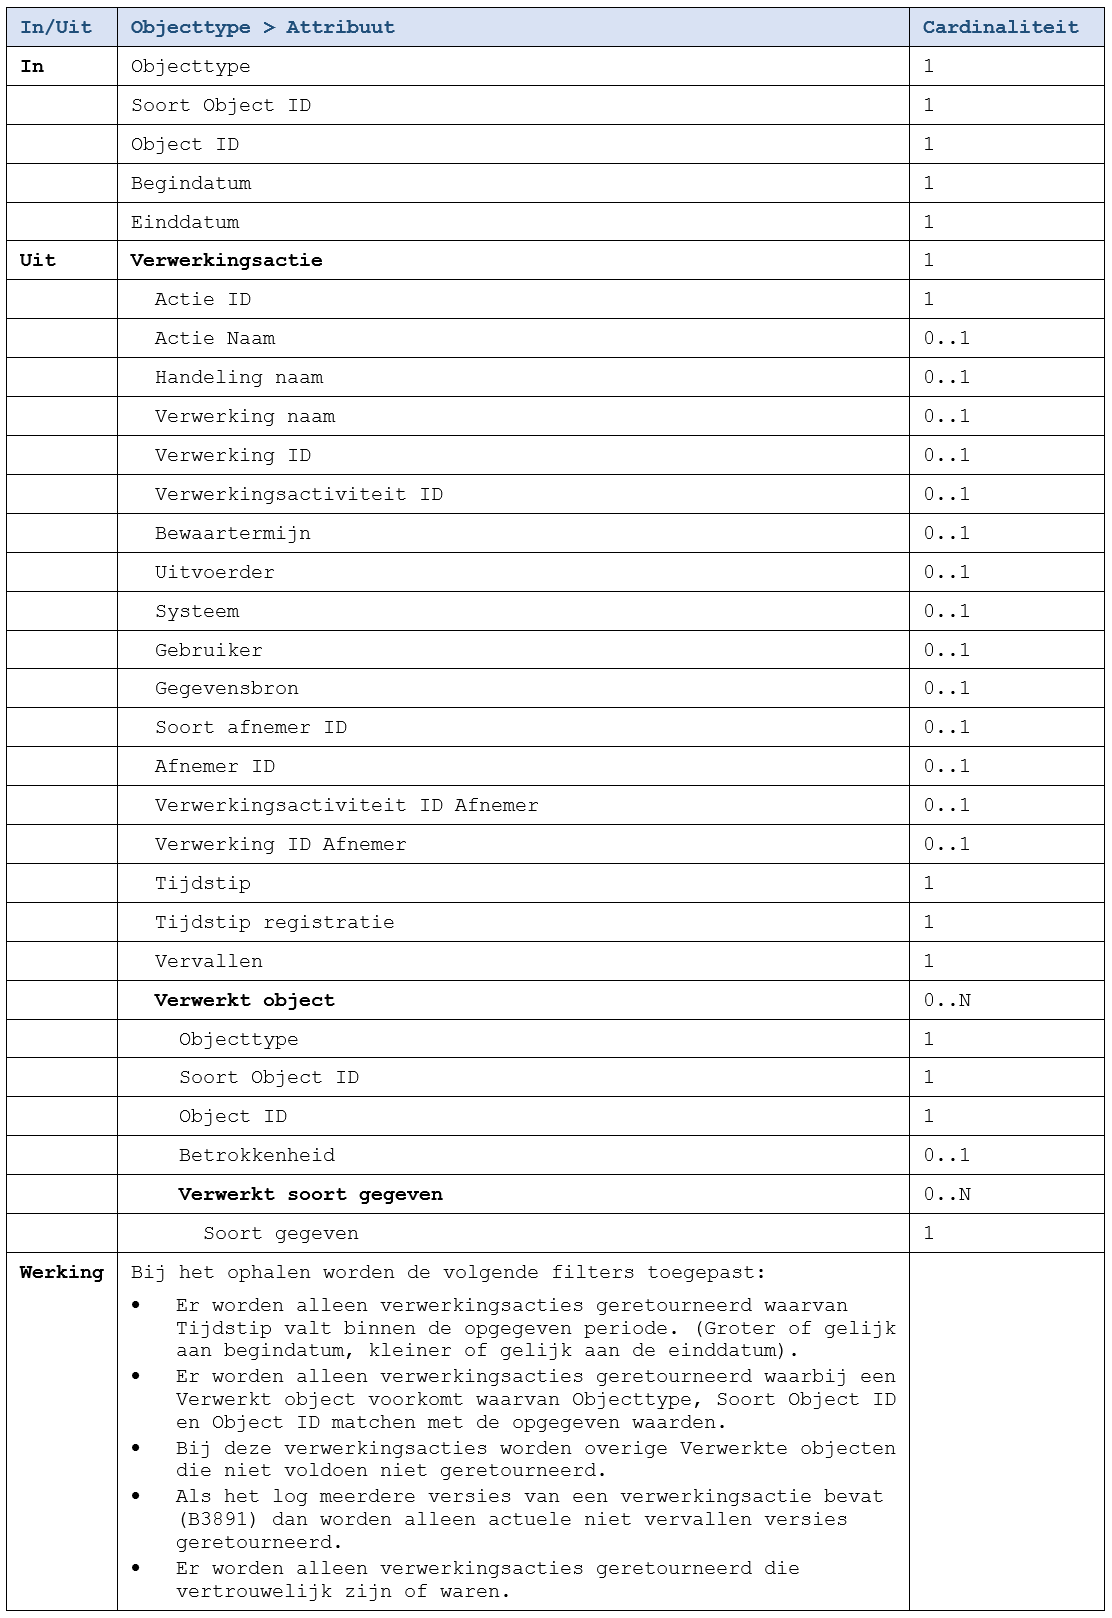 In/Uit Objecttype > Attribuut Cardinaliteit
In Objecttype 1
Soort Object ID 1
Object ID 1
Begindatum 1
Einddatum 1
Uit Verwerkingsactie 1
Actie ID 1
Actie Naam 0..1
Handeling naam 0..1
Verwerking naam 0..1
Verwerking ID 0..1
Verwerkingsactiviteit ID 0..1
Bewaartermijn 0..1
Uitvoerder 0..1
Systeem 0..1
Gebruiker 0..1
Gegevensbron 0..1
Soort afnemer ID 0..1
Afnemer ID 0..1
Verwerkingsactiviteit ID Afnemer 0..1
Verwerking ID Afnemer 0..1
Tijdstip 1
Tijdstip registratie 1
Vervallen 1
Verwerkt object 0..N
Objecttype 1
Soort Object ID 1
Object ID 1
Betrokkenheid 0..1
Verwerkt soort gegeven 0..N
Soort gegeven 1
Werking Bij het ophalen worden de volgende filters toegepast:
• Er worden alleen verwerkingsacties geretourneerd waarvan
Tijdstip valt binnen de opgegeven periode. (Groter of gelijk
aan begindatum, kleiner of gelijk aan de einddatum).
• Er worden alleen verwerkingsacties geretourneerd waarbij een
Verwerkt object voorkomt waarvan Objecttype, Soort Object ID
en Object ID matchen met de opgegeven waarden.
• Bij deze verwerkingsacties worden overige Verwerkte objecten
die niet voldoen niet geretourneerd.
• Als het log meerdere versies van een verwerkingsactie bevat
(B3891) dan worden alleen actuele niet vervallen versies
geretourneerd.
• Er worden alleen verwerkingsacties geretourneerd die
vertrouwelijk zijn of waren.